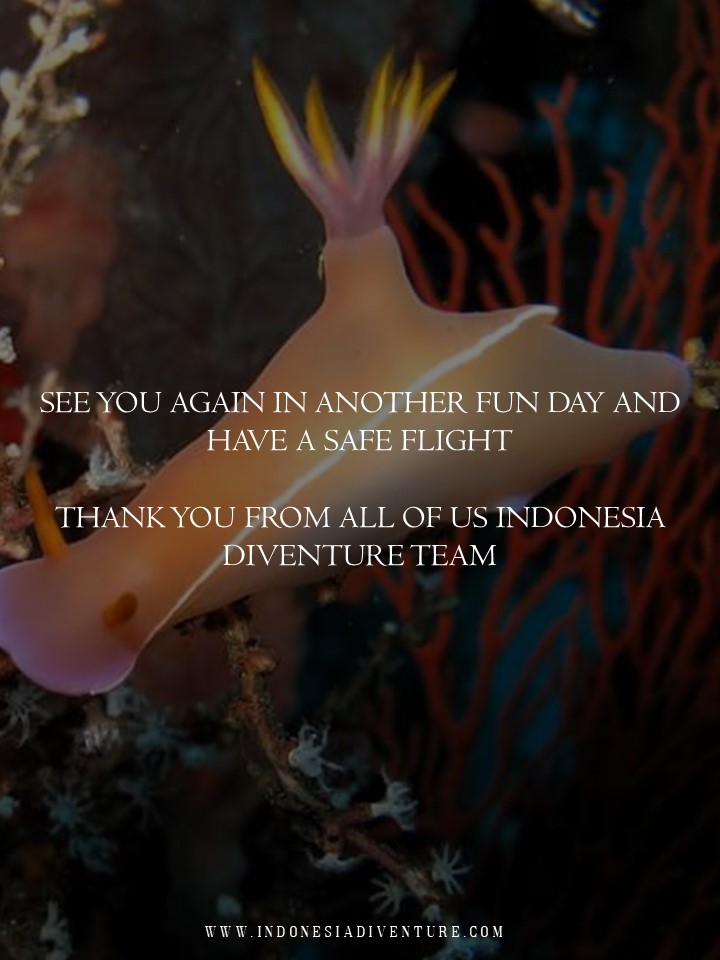 SEE YOU AGAIN IN ANOTHER FUN DAY AND
HAVE A SAFE FLIGHT
THANK YOU FROM ALL OF US INDONESIA
DIVENTURE TEAM
WWW.INDONESIADIVENTURE.COM